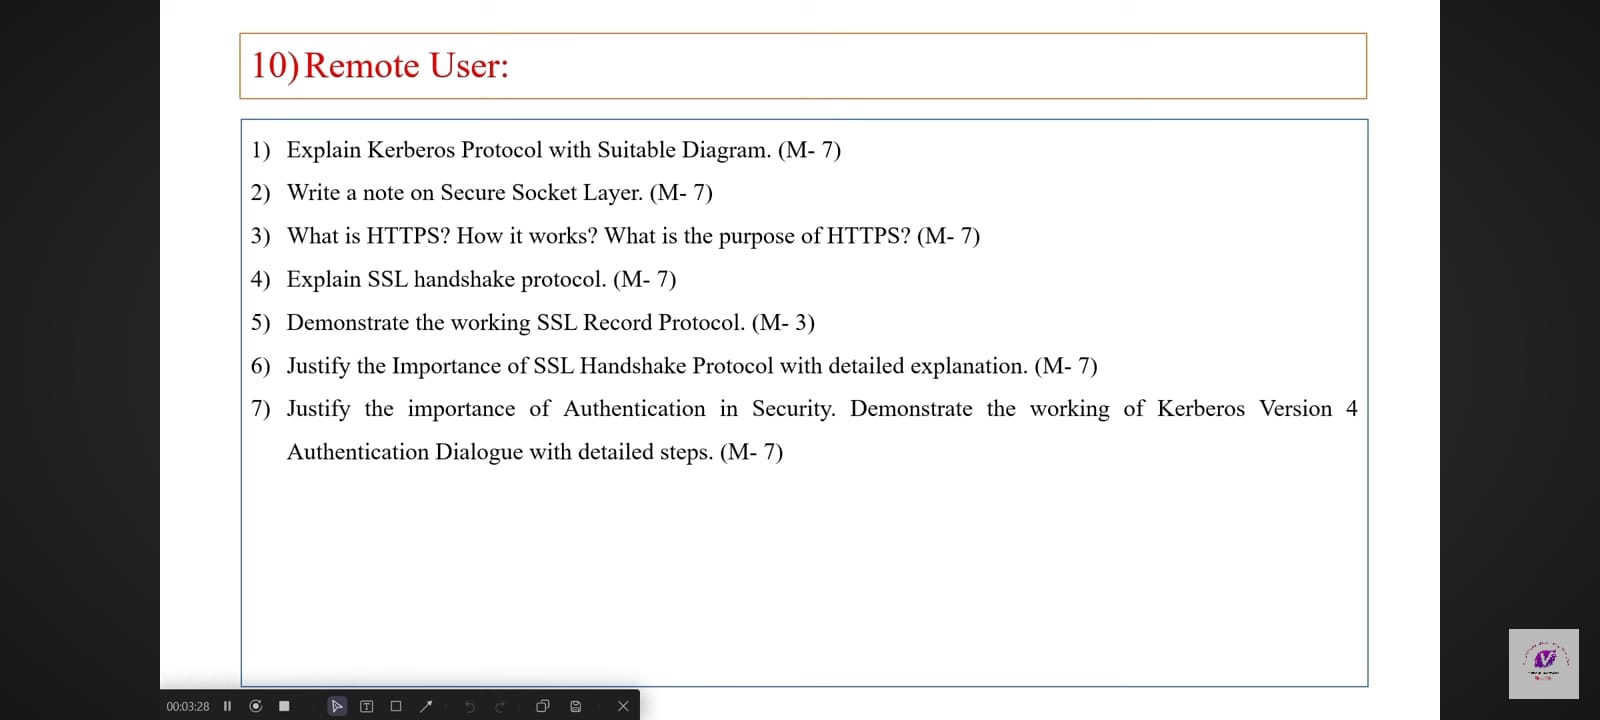 10) Remote User:
1) Explain Kerberos Protocol with Suitable Diagram. (M- 7)
2) Write a note on Secure Socket Layer. (M- 7)
3) What is HTTPS? How it works? What is the purpose of HTTPS? (M- 7)
4) Explain SSL handshake protocol. (M- 7)
5) Demonstrate the working SSL Record Protocol. (M- 3)
6) Justify the Importance of SSL Handshake Protocol with detailed explanation. (M- 7)
7) Justify the importance of Authentication in Security. Demonstrate the working of Kerberos Version 4
Authentication Dialogue with detailed steps. (M- 7)
00:03:28